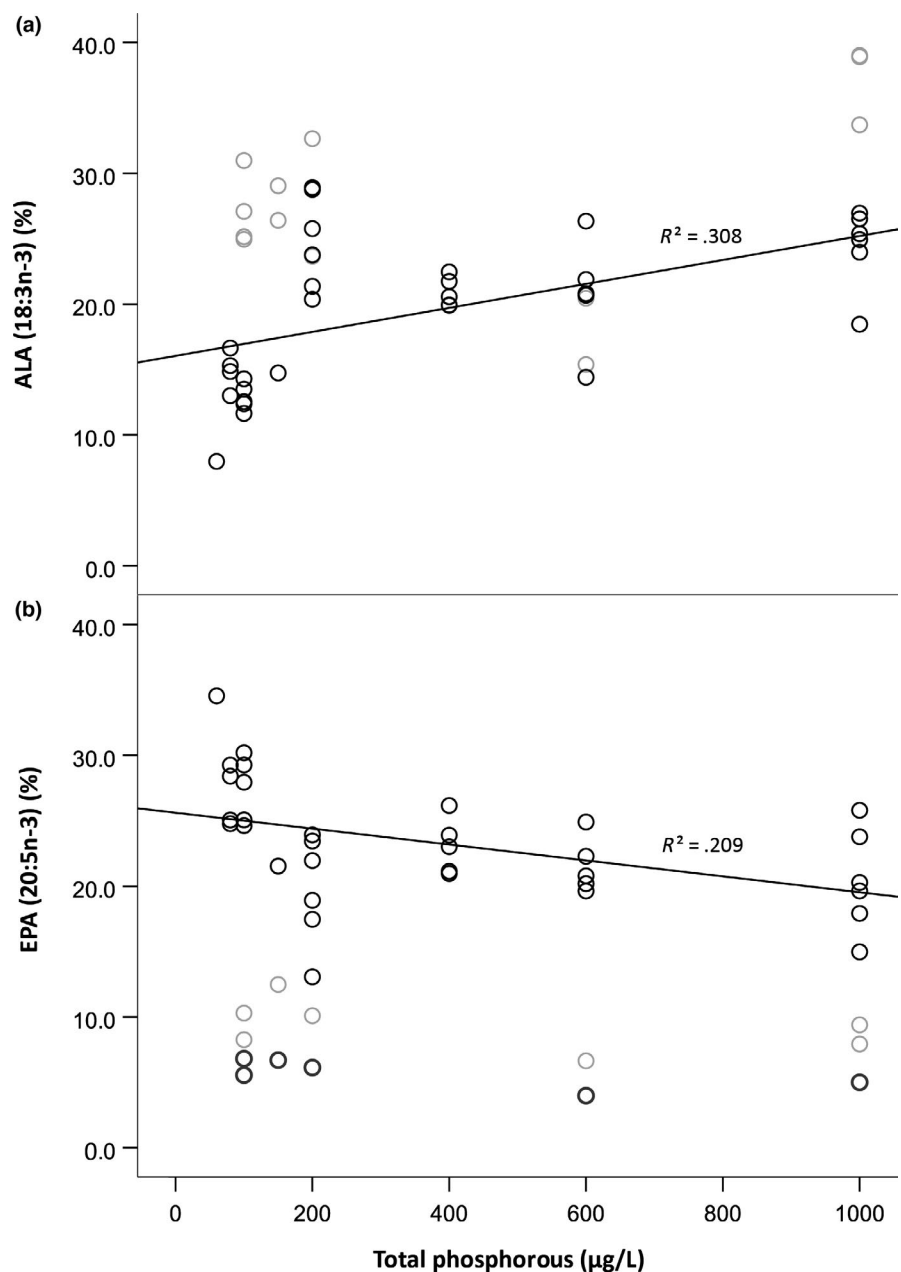 (a)
40.0
30.0
20.0
10.0
0.0
ALA (18:3n-3) (%)
R² = .308
(b)
40.0
30.0
20.0
10.0
0.0
EPA (20:5n-3) (%)
R² = .209
0 200 400 600 800 1000
Total phosphorous (µg/L)